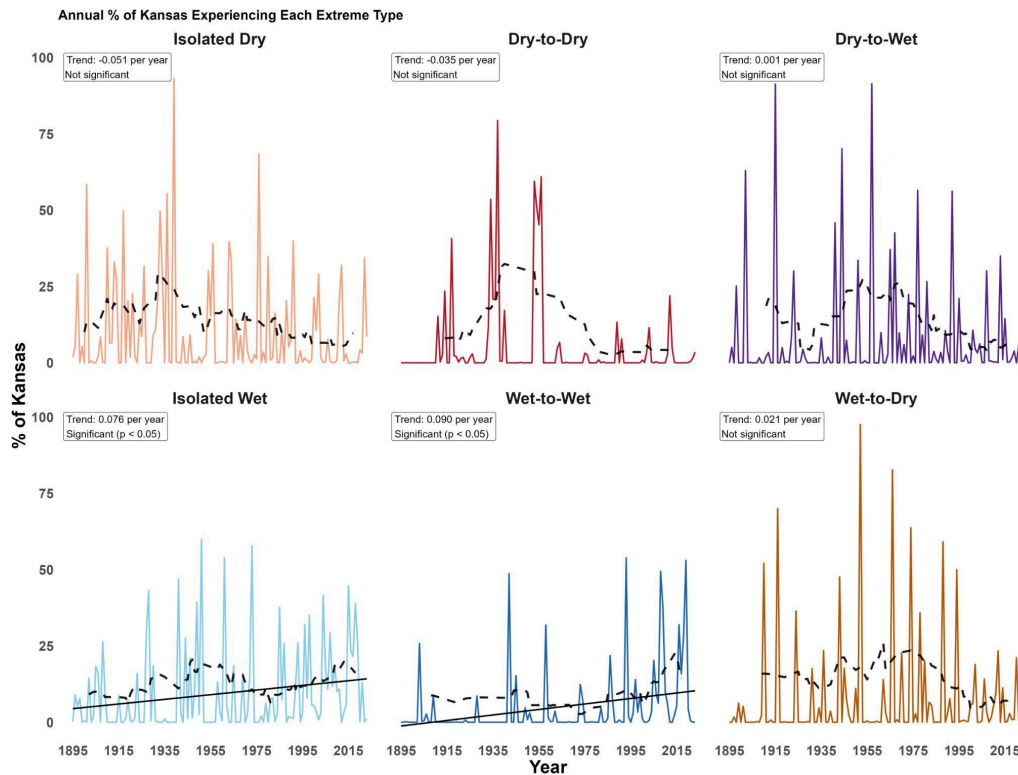 Annual % of Kansas Experiencing Each Extreme Type
Isolated Dry
Dry-to-Dry
Dry-to-Wet
100
75
50
25
0
Trend: -0.051 per year
Not significant
Trend: -0.035 per year
Not significant
Trend: 0.001 per year
Not significant
% of Kansas
Isolated Wet
Wet-to-Wet
Wet-to-Dry
100
75
50
25
0
Trend: 0.076 per year
Significant (p < 0.05)
Trend: 0.090 per year
Significant (p < 0.05)
Trend: 0.021 per year
Not significant
1895 1915 1935 1955 1975 1995 2015
1895 1915 1935 1955 1975 1995 2015
1895 1915 1935 1955 1975 1995 2015
Year